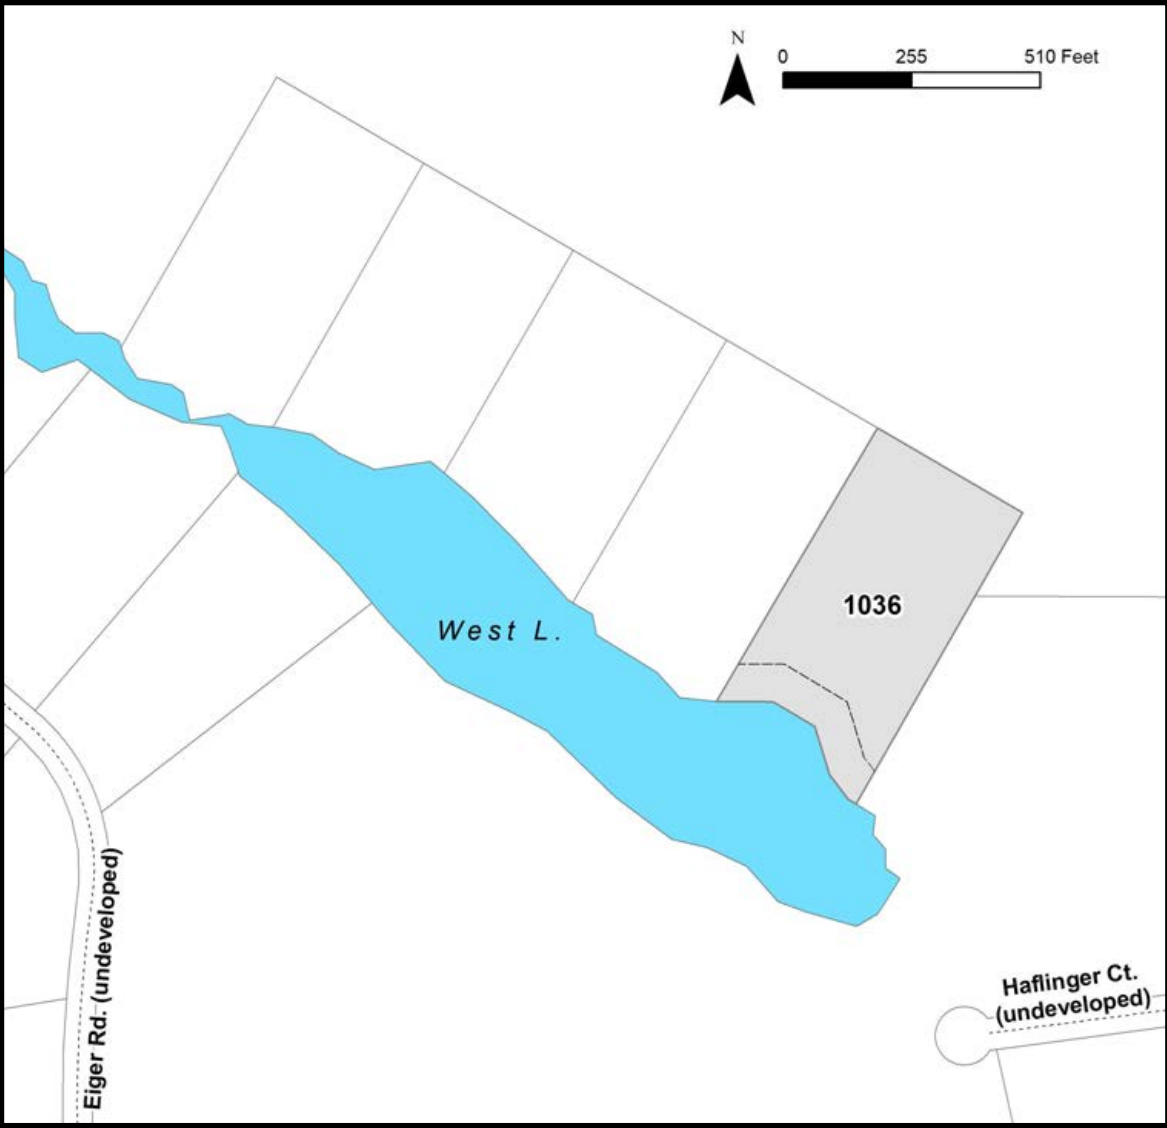 N
0 255 510 Feet
1036
West L.
Eiger Rd. (undeveloped)
Haflinger Ct.
(undeveloped)